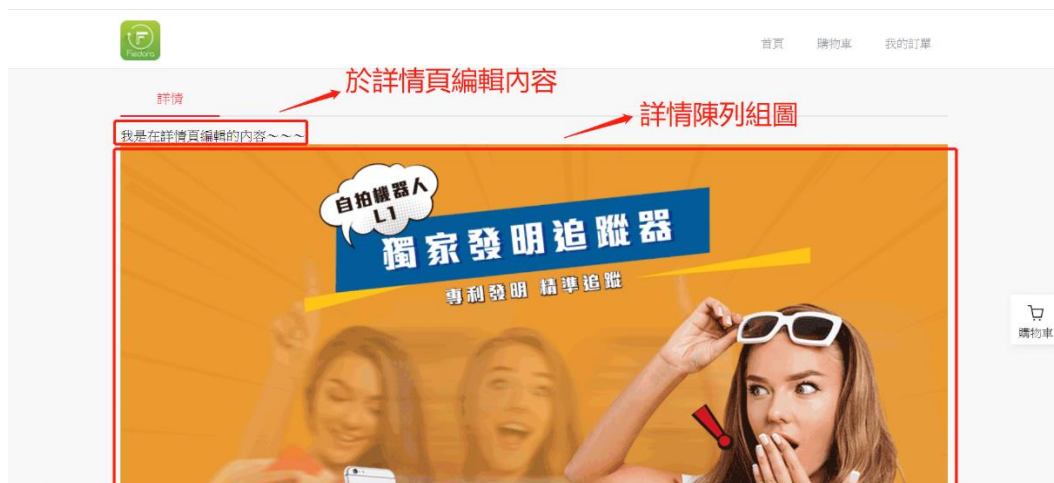 Fiedora
首頁 購物車 我的訂單
於詳情頁編輯內容
詳情
詳情陳列組圖
我是在詳情頁編輯的内容～～～
自拍機器人
L1
獨家發明追蹤器
專利發明 精準追蹤
購物車